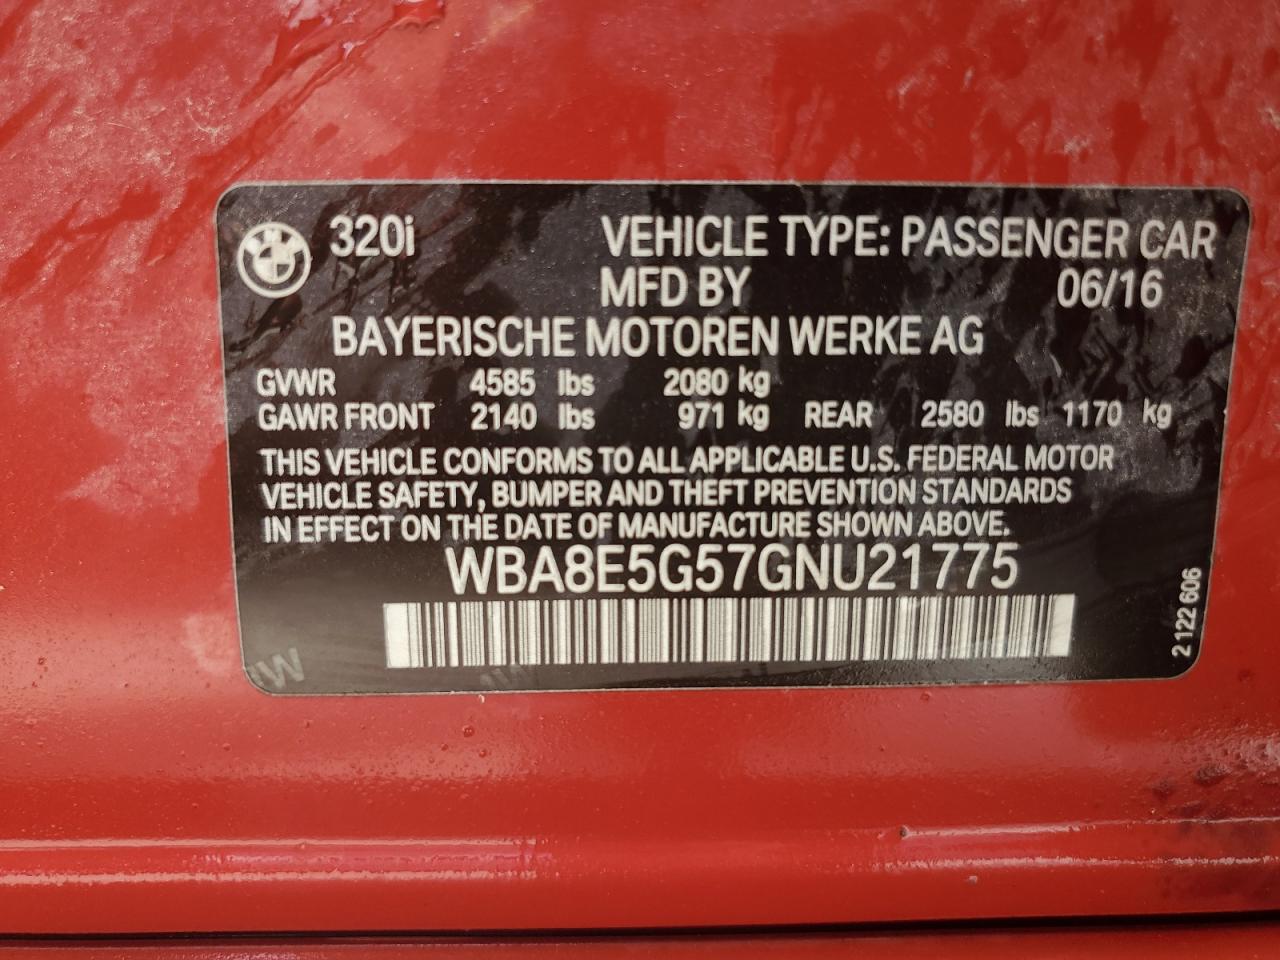 320i VEHICLE TYPE: PASSENGER CAR
MFD BY 06/16
BAYERISCHE MOTOREN WERKE AG
GVWR 4585 lbs 2080 kg
GAWR FRONT 2140 lbs 971 kg REAR 2580 lbs 1170 kg
THIS VEHICLE CONFORMS TO ALL APPLICABLE U.S. FEDERAL MOTOR
VEHICLE SAFETY, BUMPER AND THEFT PREVENTION STANDARDS
IN EFFECT ON THE DATE OF MANUFACTURE SHOWN ABOVE.
WBA8E5G57GNU21775
2 122 606